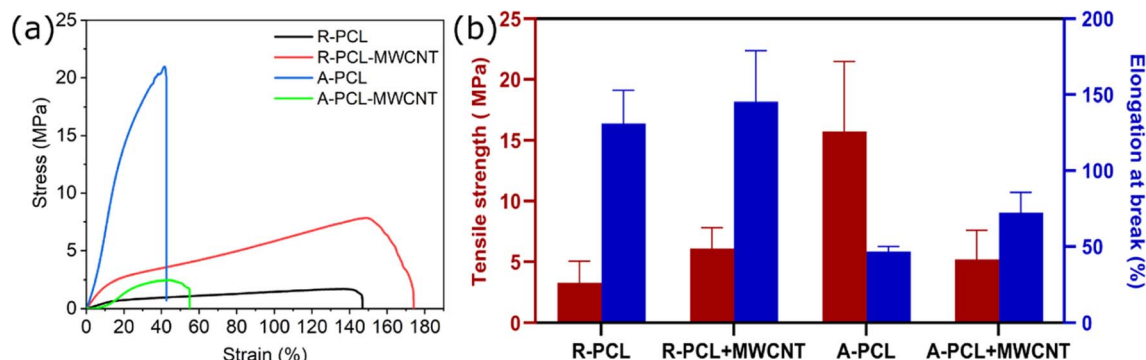 (a)
25
20
15
10
5
0
Stress (MPa)
R-PCL
R-PCL-MWCNT
A-PCL
A-PCL-MWCNT
0 20 40 60 80 100 120 140 160 180
Strain (%)
(b)
25
20
15
10
5
0
Tensile strength ( MPa)
200
150
100
50
0
Elongation at break (%)
R-PCL R-PCL+MWCNT A-PCL A-PCL+MWCNT